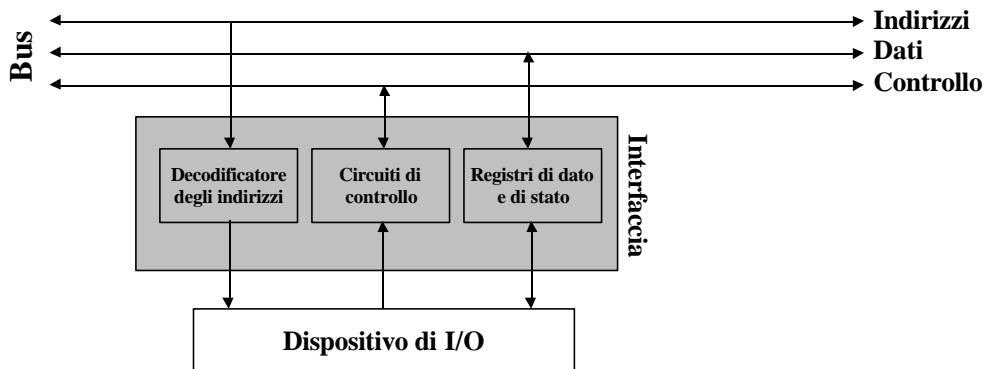 Bus
Indirizzi
Dati
Controllo
Decodificatore
degli indirizzi
Circuiti di
controllo
Registri di dato
e di stato
Interfaccia
Dispositivo di I/O